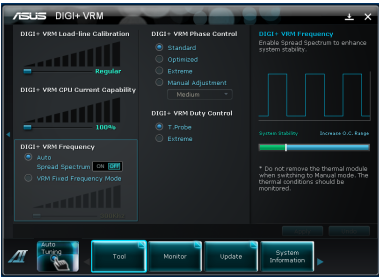 ASUS DIGI+ VRM
DIGI+ VRM Load-line Calibration
Regular
DIGI+ VRM CPU Current Capability
100%
DIGI+ VRM Frequency
Auto
Spread Spectrum ON OFF
VRM Fixed Frequency Mode
DIGI+ VRM Phase Control
Standard
Optimized
Extreme
Manual Adjustment
Medium
DIGI+ VRM Duty Control
T.Probe
Extreme
DIGI+ VRM Frequency
Enable Spread Spectrum to enhance
system stability.
System Stability Increase O.C. Range
* Do not remove the thermal module
when switching to Manual mode. The
thermal conditions should be
monitored.
Auto
Tuning
Tool
Monitor
Update
System
Information